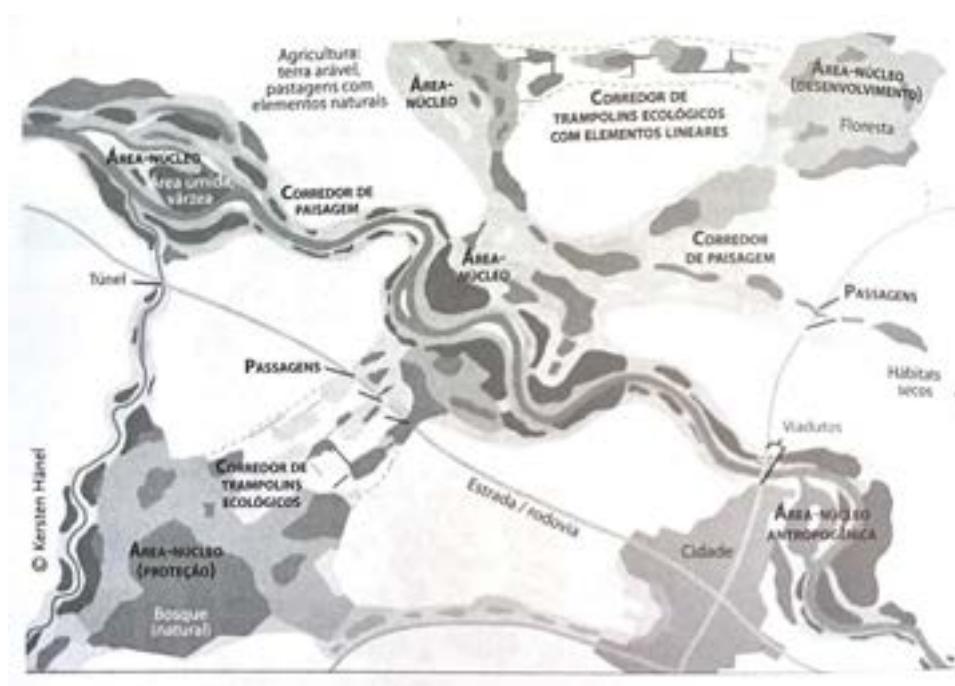 Agricultura:
terra arável,
pastagens com
elementos naturais
ÁREA-
NÚCLEO
CORREDOR DE
TRAMPOLINS ECOLÓGICOS
COM ELEMENTOS LINEARES
ÁREA-NÚCLEO
(DESENVOLVIMENTO)
Floresta
ÁREA-NÚCLEO
Área úmida,
várzea
CORREDOR DE
PAISAGEM
ÁREA-
NÚCLEO
CORREDOR
DE PAISAGEM
Túnel
PASSAGENS
PASSAGENS
Hábitats
secos
Viadutos
CORREDOR DE
TRAMPOLINS
ECOLÓGICOS
Estrada / rodovia
ÁREA-NÚCLEO
ANTROPOGÊNICA
Cidade
ÁREA-NÚCLEO
(PROTEÇÃO)
Bosque
(natural)
© Kersten Hänel